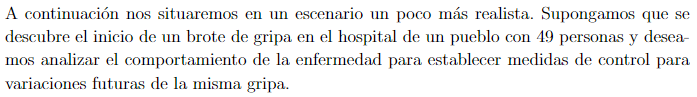 A continuación nos situaremos en un escenario un poco más realista. Supongamos que se
descubre el inicio de un brote de gripa en el hospital de un pueblo con 49 personas y desea-
mos analizar el comportamiento de la enfermedad para establecer medidas de control para
variaciones futuras de la misma gripa.